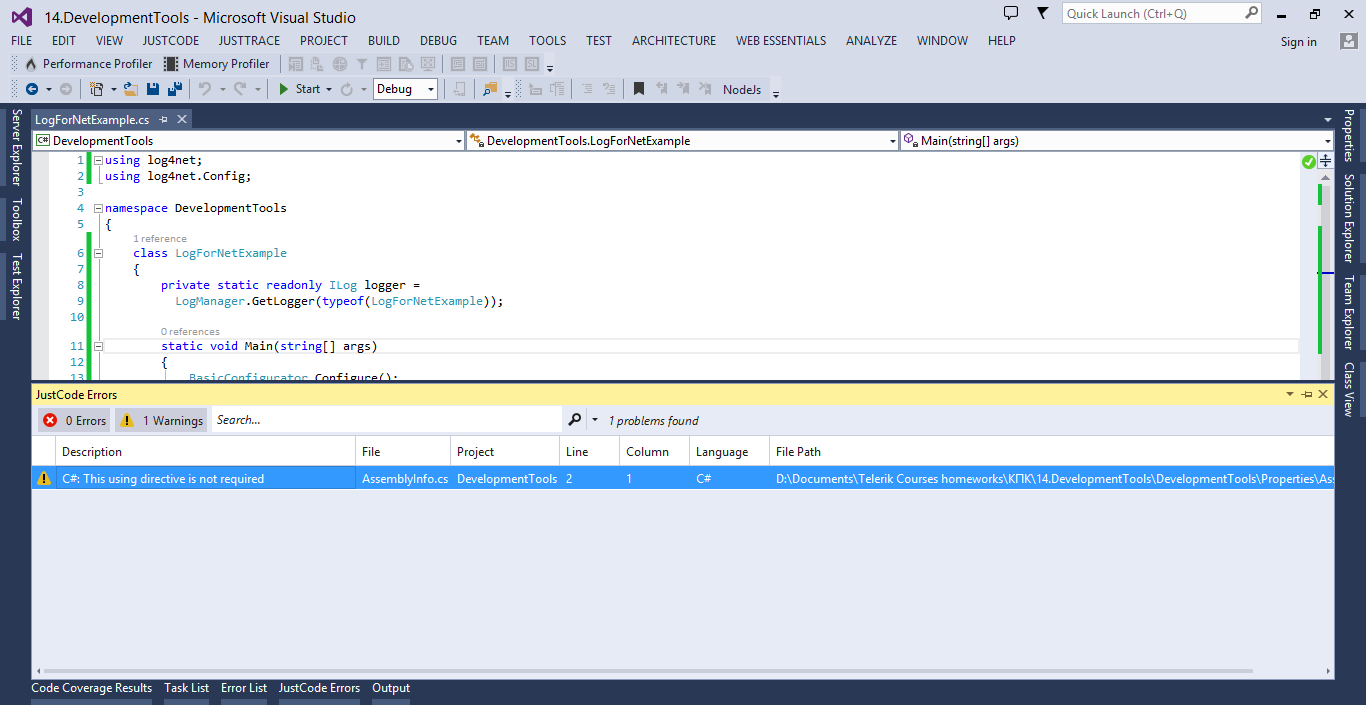 14.DevelopmentTools - Microsoft Visual Studio
Quick Launch (Ctrl+Q)
FILE EDIT VIEW JUSTCODE JUSTTRACE PROJECT BUILD DEBUG TEAM TOOLS TEST ARCHITECTURE WEB ESSENTIALS ANALYZE WINDOW HELP Sign in
Performance Profiler Memory Profiler
Start Debug NodeJs
Server Explorer
Toolbox
Test Explorer
LogForNetExample.cs
C# DevelopmentTools DevelopmentTools.LogForNetExample Main(string[] args)
1 using log4net;
2 using log4net.Config;
3
4 namespace DevelopmentTools
5 {
1 reference
6 class LogForNetExample
7 {
8 private static readonly ILog logger =
9 LogManager.GetLogger(typeof(LogForNetExample));
10
0 references
11 static void Main(string[] args)
12 {
13 BasicConfigurator.Configure();
Properties
Solution Explorer
Team Explorer
Class View
JustCode Errors
0 Errors 1 Warnings Search... 1 problems found
Description File Project Line Column Language File Path
C#: This using directive is not required AssemblyInfo.cs DevelopmentTools 2 1 C# D:\Documents\Telerik Courses homeworks\КПК\14.DevelopmentTools\DevelopmentTools\Properties\Ass
Code Coverage Results Task List Error List JustCode Errors Output